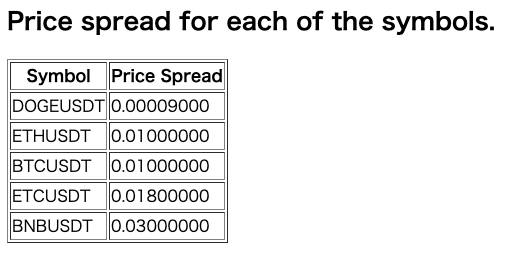 Price spread for each of the symbols.
Symbol Price Spread
DOGEUSDT 0.00009000
ETHUSDT 0.01000000
BTCUSDT 0.01000000
ETCUSDT 0.01800000
BNBUSDT 0.03000000